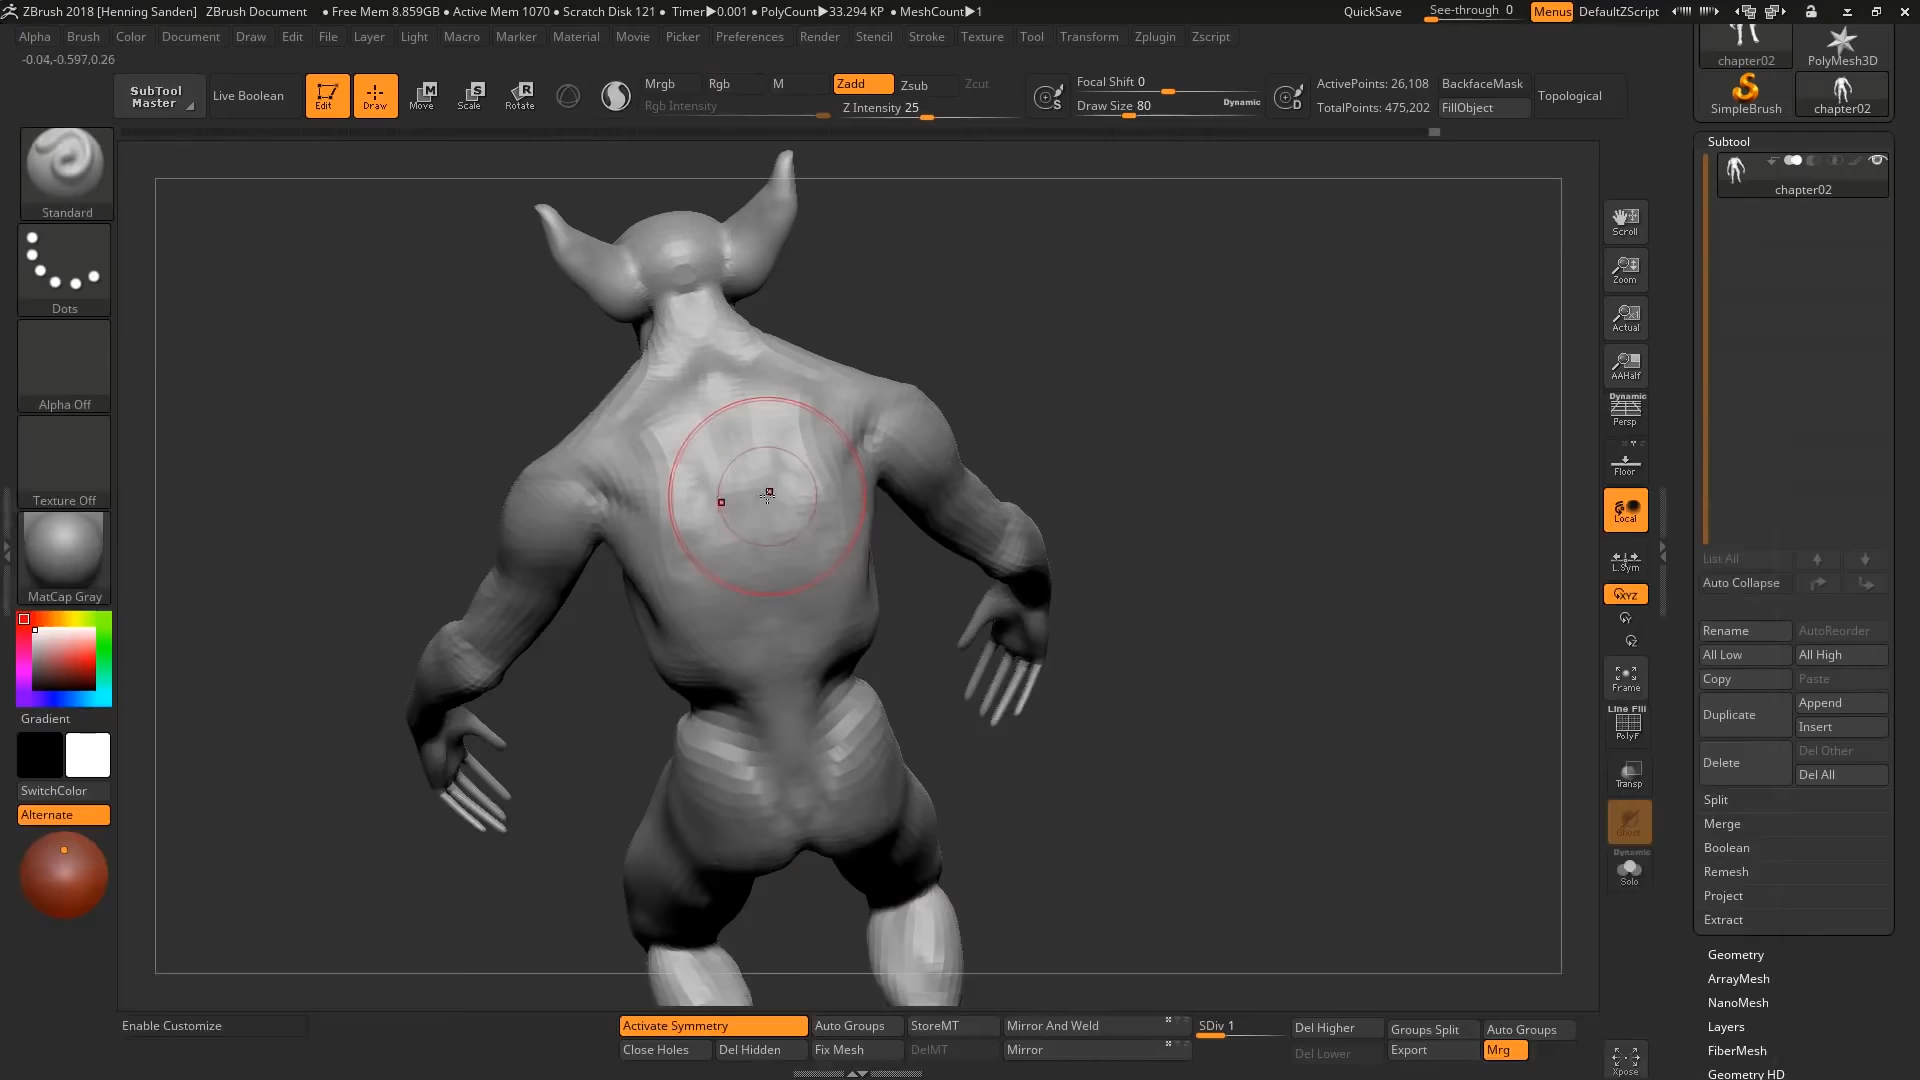 ZBrush 2018 [Henning Sanden] ZBrush Document • Free Mem 8.859GB • Active Mem 1070 • Scratch Disk 121 • Timer▶0.001 • PolyCount▶33.294 KP • MeshCount▶1 QuickSave See-through 0 Menus DefaultZScript
Alpha Brush Color Document Draw Edit File Layer Light Macro Marker Material Movie Picker Preferences Render Stencil Stroke Texture Tool Transform Zplugin Zscript
-0.04,-0.597,0.26
SubTool Master
Live Boolean
Edit
Draw
Move
Scale
Rotate
Mrgb Rgb M
Rgb Intensity
Zadd Zsub Zcut
Z Intensity 25
Focal Shift 0
Draw Size 80
Dynamic
ActivePoints: 26,108
TotalPoints: 475,202
BackfaceMask
FillObject
Topological
chapter02
PolyMesh3D
SimpleBrush
chapter02
Standard
Dots
Alpha Off
Texture Off
MatCap Gray
Gradient
SwitchColor
Alternate
Scroll
Zoom
Actual
AAHalf
Dynamic
Persp
Floor
Local
L.Sym
XYZ
Y
Z
Frame
Line Fill
PolyF
Transp
Ghost
Dynamic
Solo
Xpose
Subtool
chapter02
List All
Auto Collapse
Rename AutoReorder
All Low All High
Copy Paste
Duplicate Append
Insert
Delete Del Other
Del All
Split
Merge
Boolean
Remesh
Project
Extract
Geometry
ArrayMesh
NanoMesh
Layers
FiberMesh
Geometry HD
Enable Customize
Activate Symmetry Auto Groups StoreMT Mirror And Weld SDiv 1 Del Higher Groups Split Auto Groups
Close Holes Del Hidden Fix Mesh DelMT Mirror Del Lower Export Mrg